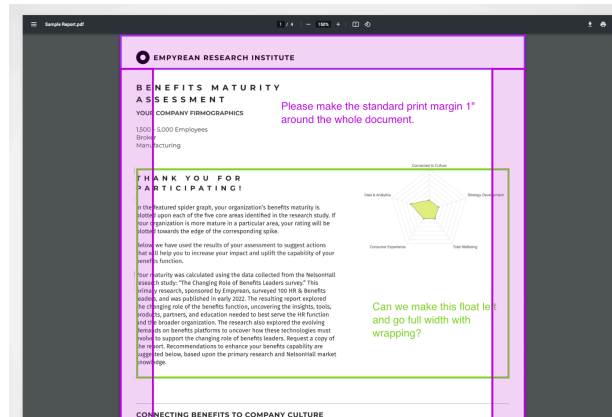 Sample Report.pdf
1 / 4
150%
EMPYREAN RESEARCH INSTITUTE
BENEFITS MATURITY
ASSESSMENT
YOUR COMPANY FIRMOGRAPHICS
1,500 - 5,000 Employees
Broker
Manufacturing
Please make the standard print margin 1"
around the whole document.
THANK YOU FOR
PARTICIPATING!
In the featured spider graph, your organization's benefits maturity is
plotted upon each of the five core areas identified in the research study. If
your organization is more mature in a particular area, your rating will be
plotted towards the edge of the corresponding spike.
Below we have used the results of your assessment to suggest actions
that will help you to increase your impact and uplift the capability of your
benefits function.
Your maturity was calculated using the data collected from the NelsonHall
research study: "The Changing Role of Benefits Leaders survey." This
primary research, sponsored by Empyrean, surveyed 100 HR & Benefits
leaders, and was published in early 2022. The resulting report explored
the changing role of the benefits function, uncovering the insights, tools,
products, partners, and education needed to best serve the HR function
and the broader organization. The research also explored the evolving
demands on benefits platforms to uncover how these technologies must
evolve to support the changing role of benefits leaders. Request a copy of
the report. Recommendations to enhance your benefits capability are
suggested below, based upon the primary research and NelsonHall market
knowledge.
Connected to Culture
Data & Analytics
Strategy Development
Consumer Experience
Total Wellbeing
Can we make this float left
and go full width with
wrapping?
CONNECTING BENEFITS TO COMPANY CULTURE